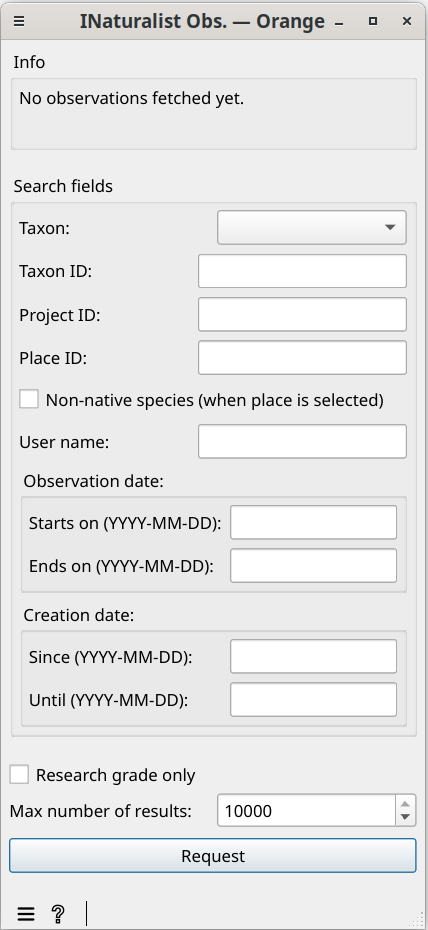 INaturalist Obs. — Orange
Info
No observations fetched yet.
Search fields
Taxon:
Taxon ID:
Project ID:
Place ID:
Non-native species (when place is selected)
User name:
Observation date:
Starts on (YYYY-MM-DD):
Ends on (YYYY-MM-DD):
Creation date:
Since (YYYY-MM-DD):
Until (YYYY-MM-DD):
Research grade only
Max number of results: 10000
Request
?